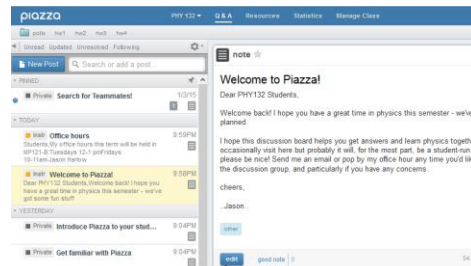 piazza
PHY 132
Q & A
Resources
Statistics
Manage Class
polls hw1 hw2 hw3 hw4
Unread Updated Unresolved Following
New Post
Search or add a post...
PINNED
Private Search for Teammates!
1/3/15
1
TODAY
Instr Office hours
9:59PM
Students,My office hours this term will be held in
MP121-B:Tuesdays 12-1 pmFridays
10-11am-Jason Harlow
Instr Welcome to Piazza!
9:58PM
Dear PHY132 Students,Welcome back! I hope you
have a great time in physics this semester - we've
got some fun stuff
YESTERDAY
Private Introduce Piazza to your stud...
9:04PM
Private Get familiar with Piazza
9:04PM
note
Welcome to Piazza!
Dear PHY132 Students,
Welcome back! I hope you have a great time in physics this semester - we've
planned.
I hope this discussion board helps you get answers and learn physics togeth
occasionally visit here but probably it will, for the most part, be a student-run
please be nice! Send me an email or pop by my office hour any time you'd lik
the discussion group, and particularly if you have any concerns.
cheers,
..Jason..
other
edit
good note 0
54